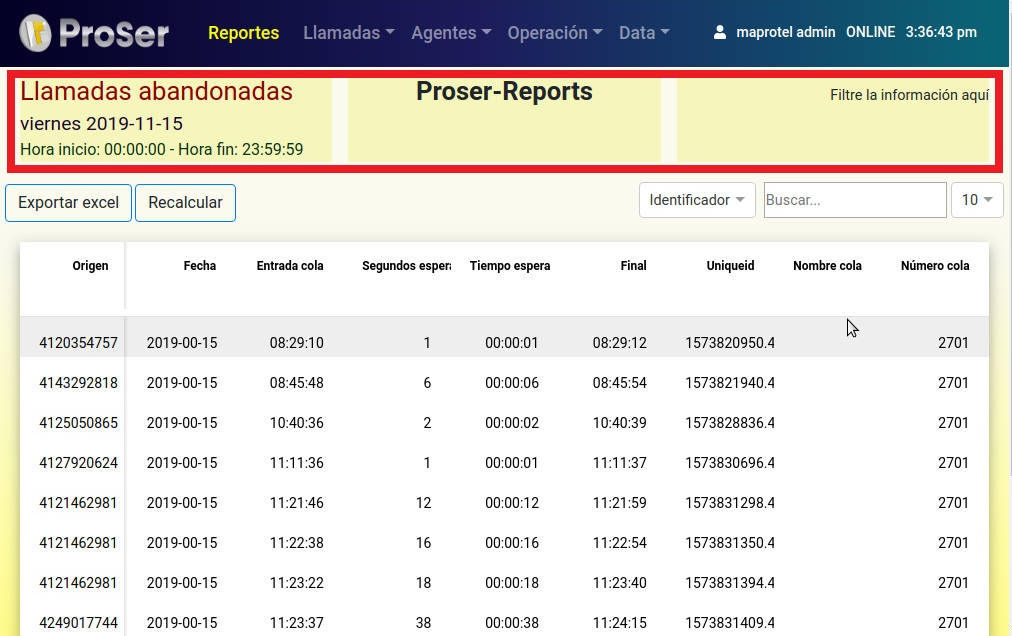 ProSer Reportes Llamadas Agentes Operación Data maprotel admin ONLINE 3:36:43 pm
Llamadas abandonadas
viernes 2019-11-15
Hora inicio: 00:00:00 - Hora fin: 23:59:59
Proser-Reports
Filtre la información aquí
Exportar excel Recalcular Identificador Buscar... 10
Origen Fecha Entrada cola Segundos espera Tiempo espera Final Uniqueid Nombre cola Número cola
4120354757 2019-00-15 08:29:10 1 00:00:01 08:29:12 1573820950.4 2701
4143292818 2019-00-15 08:45:48 6 00:00:06 08:45:54 1573821940.4 2701
4125050865 2019-00-15 10:40:36 2 00:00:02 10:40:39 1573828836.4 2701
4127920624 2019-00-15 11:11:36 1 00:00:01 11:11:37 1573830696.4 2701
4121462981 2019-00-15 11:21:46 12 00:00:12 11:21:59 1573831298.4 2701
4121462981 2019-00-15 11:22:38 16 00:00:16 11:22:54 1573831350.4 2701
4121462981 2019-00-15 11:23:22 18 00:00:18 11:23:40 1573831394.4 2701
4249017744 2019-00-15 11:23:37 38 00:00:38 11:24:15 1573831409.4 2701